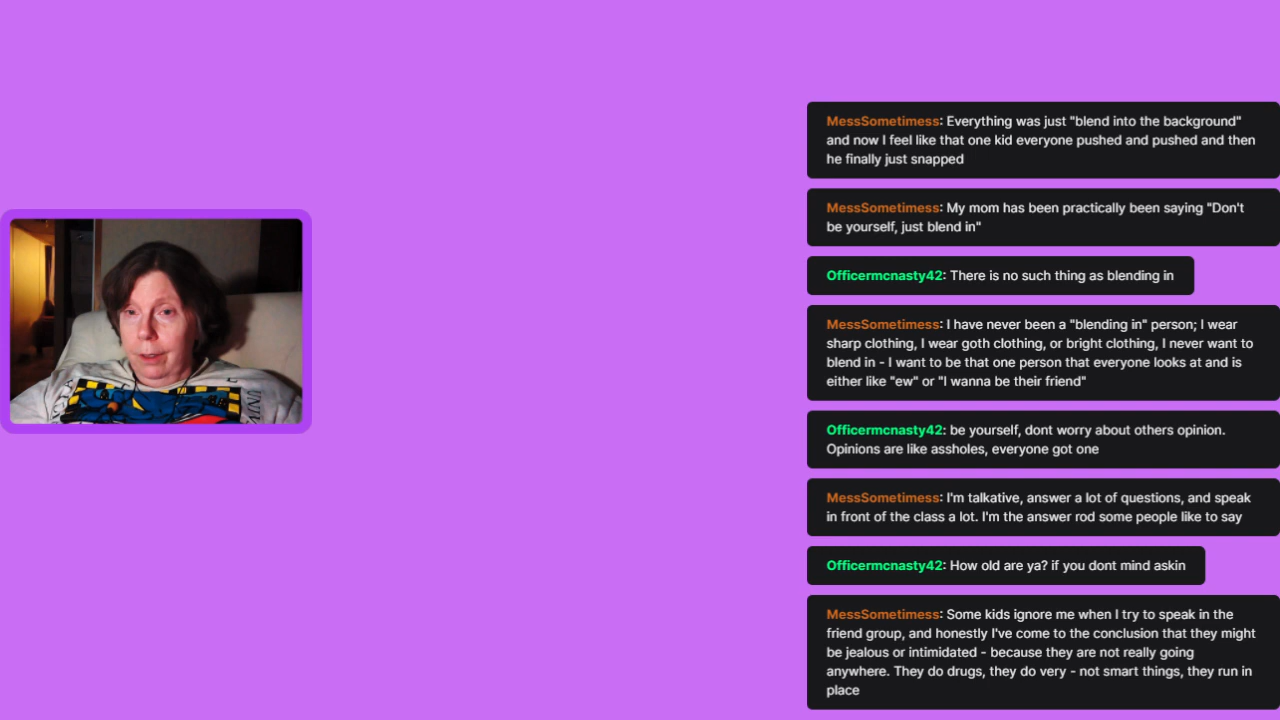 MessSometimess: Everything was just "blend into the background"
and now I feel like that one kid everyone pushed and pushed and then
he finally just snapped
MessSometimess: My mom has been practically been saying "Don't
be yourself, just blend in"
Officermcnasty42: There is no such thing as blending in
MessSometimess: I have never been a "blending in" person; I wear
sharp clothing, I wear goth clothing, or bright clothing, I never want to
blend in - I want to be that one person that everyone looks at and is
either like "ew" or "I wanna be their friend"
Officermcnasty42: be yourself, dont worry about others opinion.
Opinions are like assholes, everyone got one
MessSometimess: I'm talkative, answer a lot of questions, and speak
in front of the class a lot. I'm the answer rod some people like to say
Officermcnasty42: How old are ya? if you dont mind askin
MessSometimess: Some kids ignore me when I try to speak in the
friend group, and honestly I've come to the conclusion that they might
be jealous or intimidated - because they are not really going
anywhere. They do drugs, they do very - not smart things, they run in
place